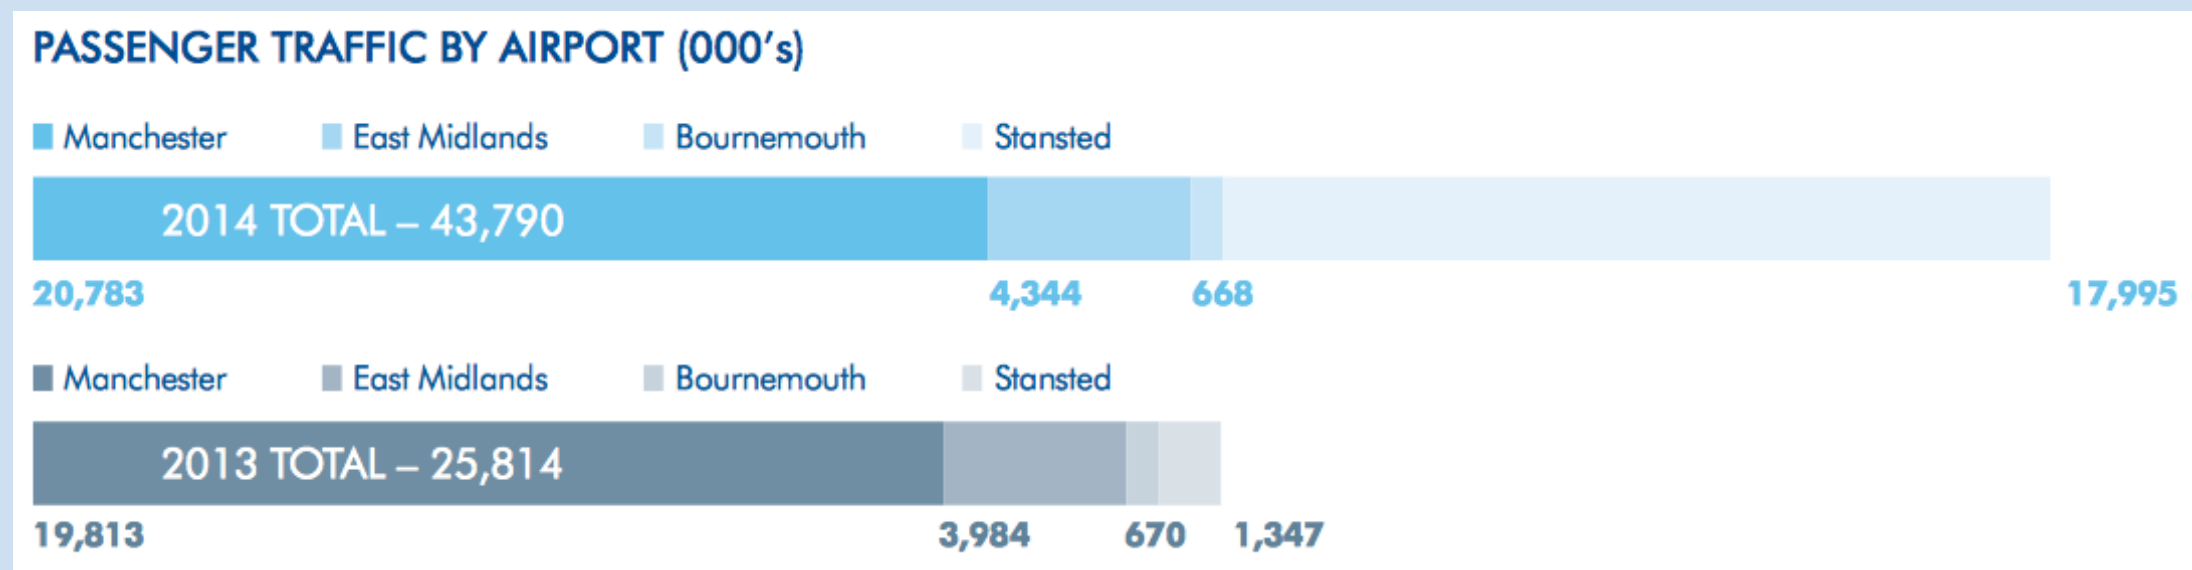 PASSENGER TRAFFIC BY AIRPORT (000's)
Manchester East Midlands Bournemouth Stansted
2014 TOTAL – 43,790
20,783 4,344 668 17,995
Manchester East Midlands Bournemouth Stansted
2013 TOTAL – 25,814
19,813 3,984 670 1,347